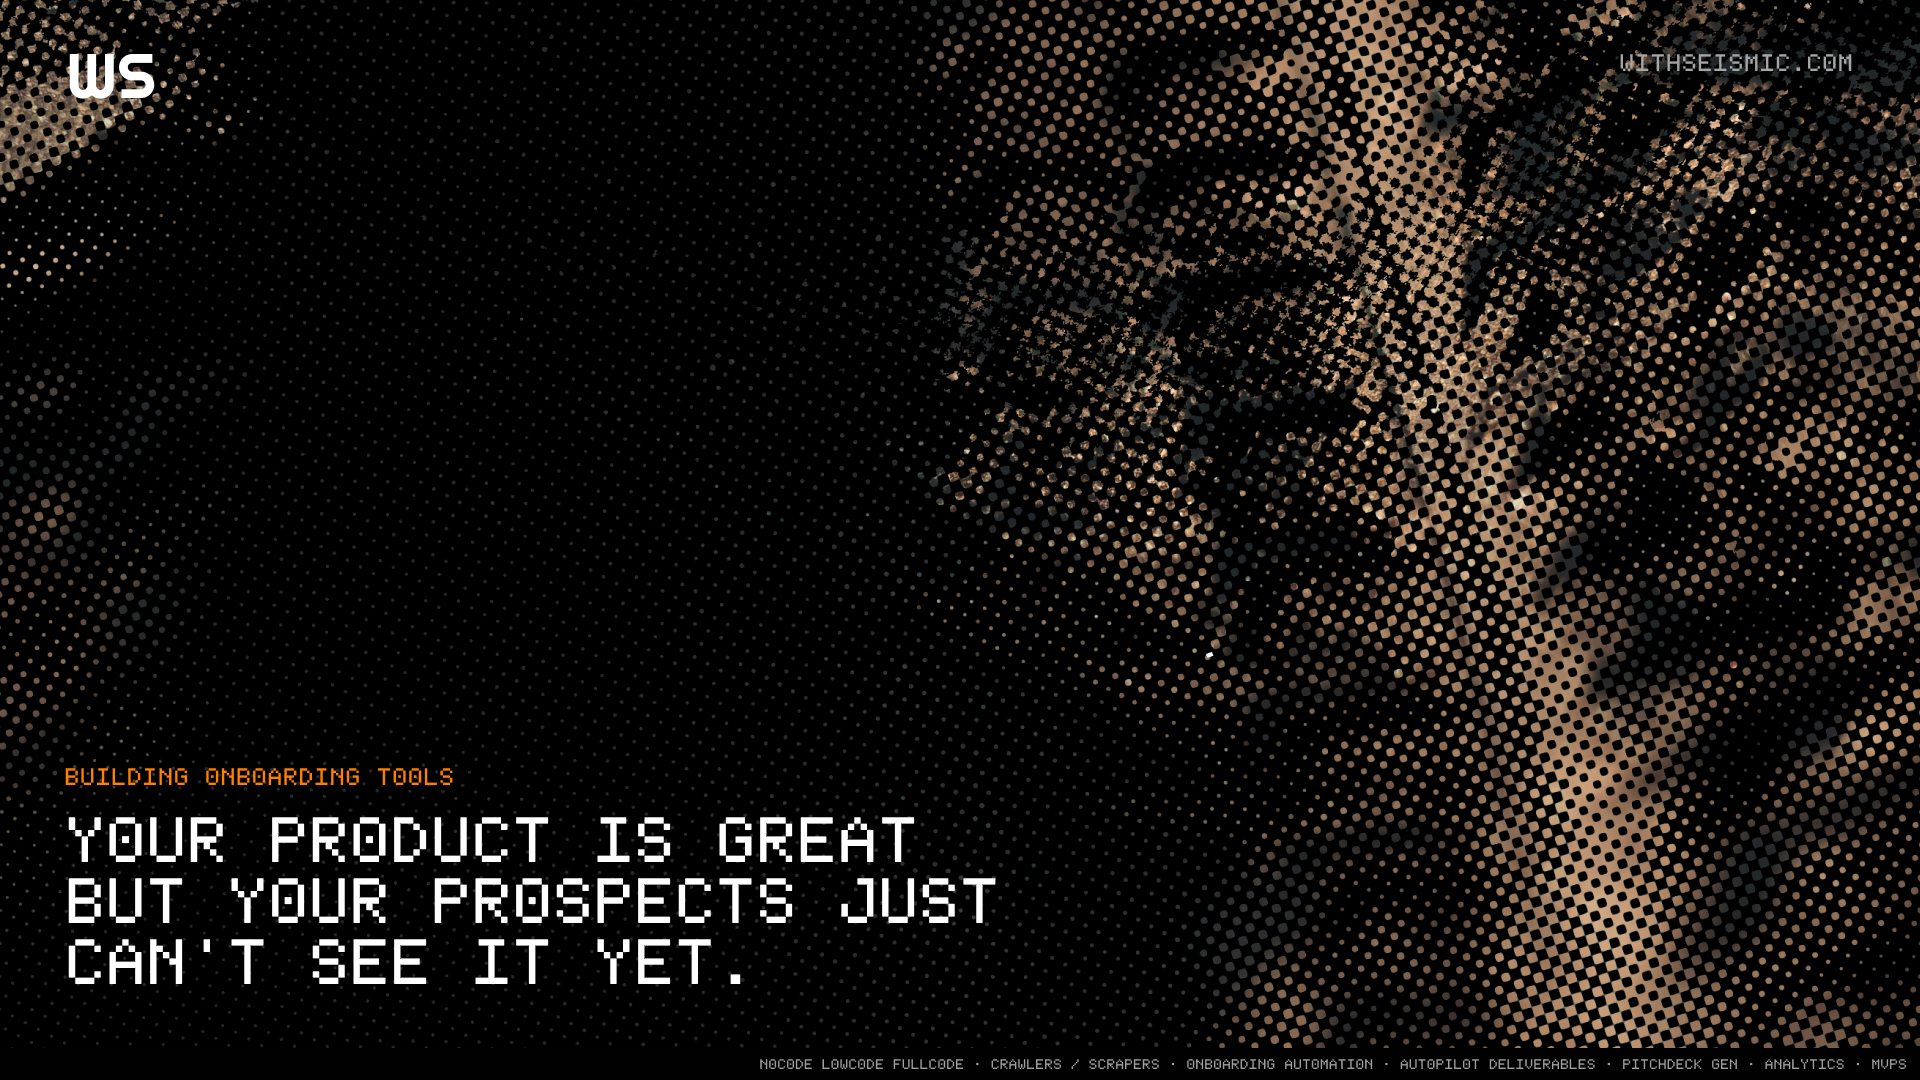 WS
WITHSEISMIC.COM
BUILDING ONBOARDING TOOLS
YOUR PRODUCT IS GREAT
BUT YOUR PROSPECTS JUST
CAN'T SEE IT YET.
NOCODE LOWCODE FULLCODE · CRAWLERS / SCRAPERS · ONBOARDING AUTOMATION · AUTOPILOT DELIVERABLES · PITCHDECK GEN · ANALYTICS · MVPS